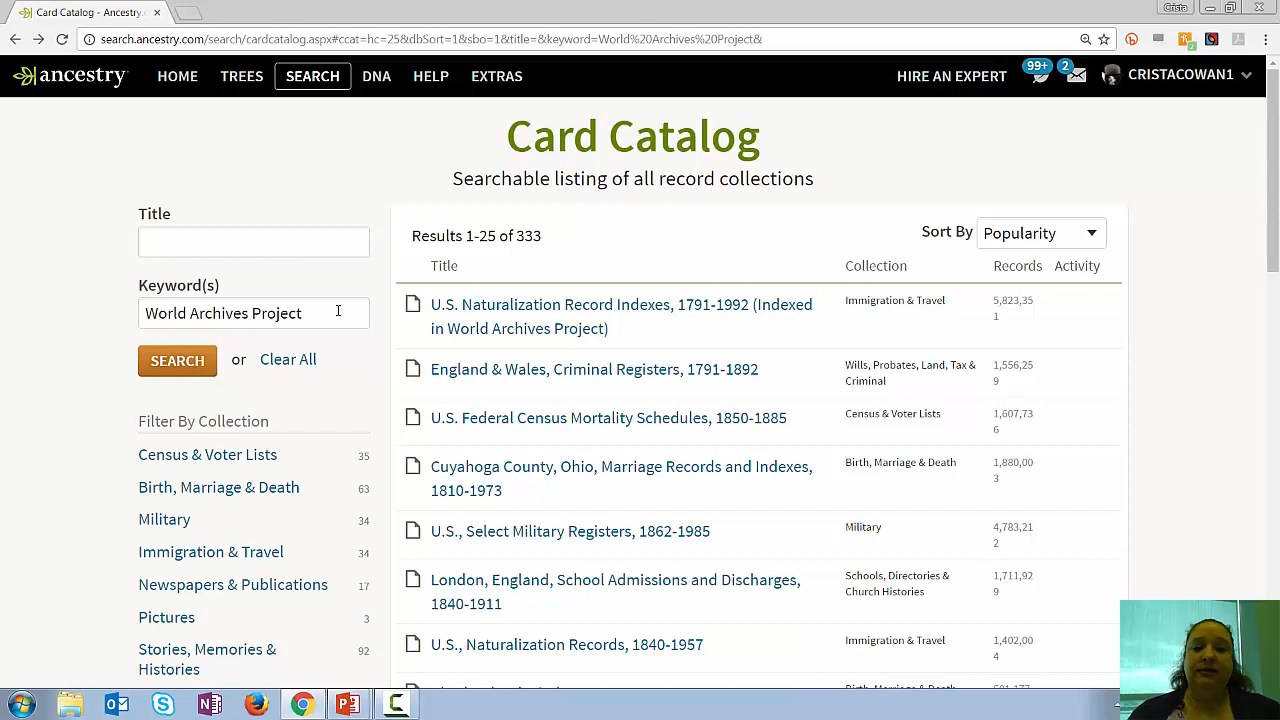 Card Catalog - Ancestry.c
Crista
search.ancestry.com/search/cardcatalog.aspx#ccat=hc=25&dbSort=1&sbo=1&title=&keyword=World%20Archives%20Project&
2
ancestry
HOME TREES SEARCH DNA HELP EXTRAS
HIRE AN EXPERT 99+ 2 CRISTACOWAN1
Card Catalog
Searchable listing of all record collections
Title
Keyword(s)
World Archives Project
SEARCH or Clear All
Filter By Collection
Census & Voter Lists 35
Birth, Marriage & Death 63
Military 34
Immigration & Travel 34
Newspapers & Publications 17
Pictures 3
Stories, Memories & 92
Histories
Results 1-25 of 333
Sort By Popularity
Title Collection Records Activity
U.S. Naturalization Record Indexes, 1791-1992 (Indexed Immigration & Travel 5,823,35
in World Archives Project) 1
England & Wales, Criminal Registers, 1791-1892 Wills, Probates, Land, Tax & 1,556,25
Criminal 9
U.S. Federal Census Mortality Schedules, 1850-1885 Census & Voter Lists 1,607,73
6
Cuyahoga County, Ohio, Marriage Records and Indexes, Birth, Marriage & Death 1,880,00
1810-1973 3
U.S., Select Military Registers, 1862-1985 Military 4,783,21
2
London, England, School Admissions and Discharges, Schools, Directories & 1,711,92
1840-1911 Church Histories 9
U.S., Naturalization Records, 1840-1957 Immigration & Travel 1,402,00
4